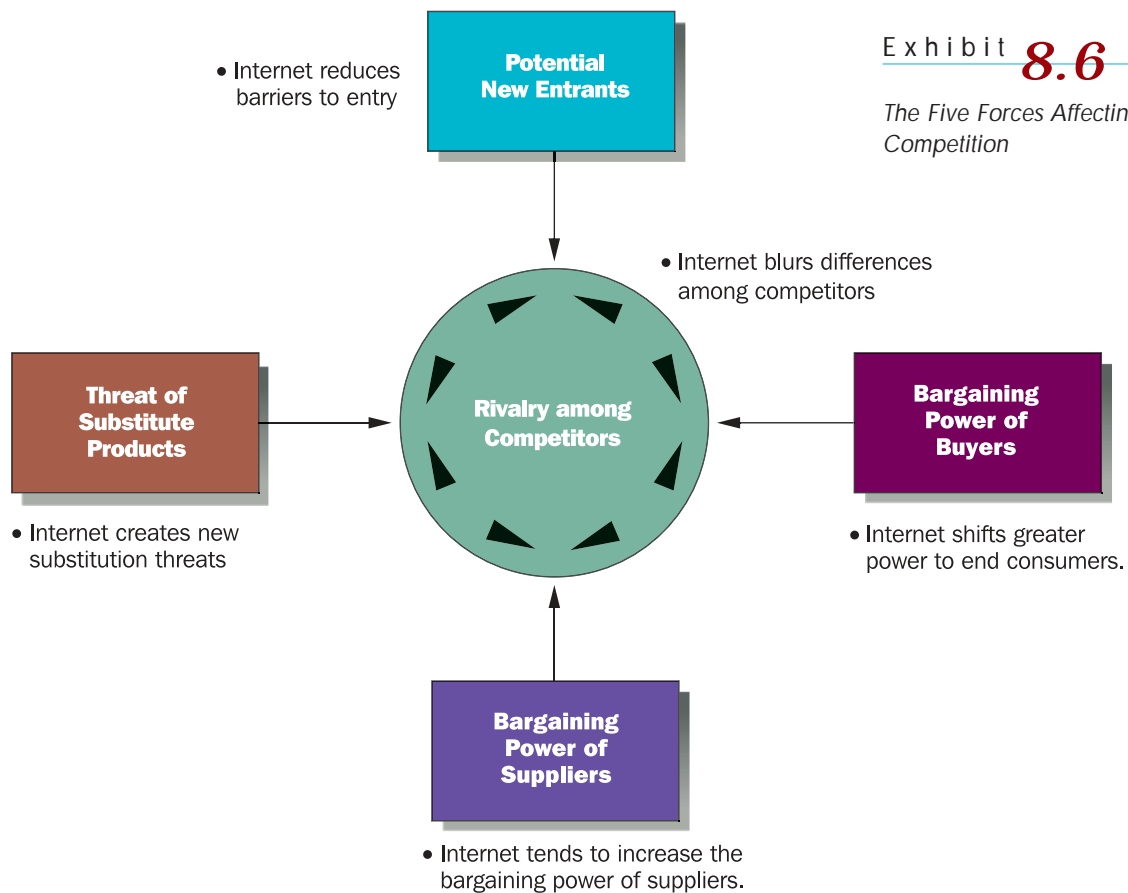 Exhibit 8.6
The Five Forces Affectin
Competition
Potential
New Entrants
• Internet reduces
barriers to entry
• Internet blurs differences
among competitors
Threat of
Substitute
Products
• Internet creates new
substitution threats
Rivalry among
Competitors
Bargaining
Power of
Buyers
• Internet shifts greater
power to end consumers.
Bargaining
Power of
Suppliers
• Internet tends to increase the
bargaining power of suppliers.